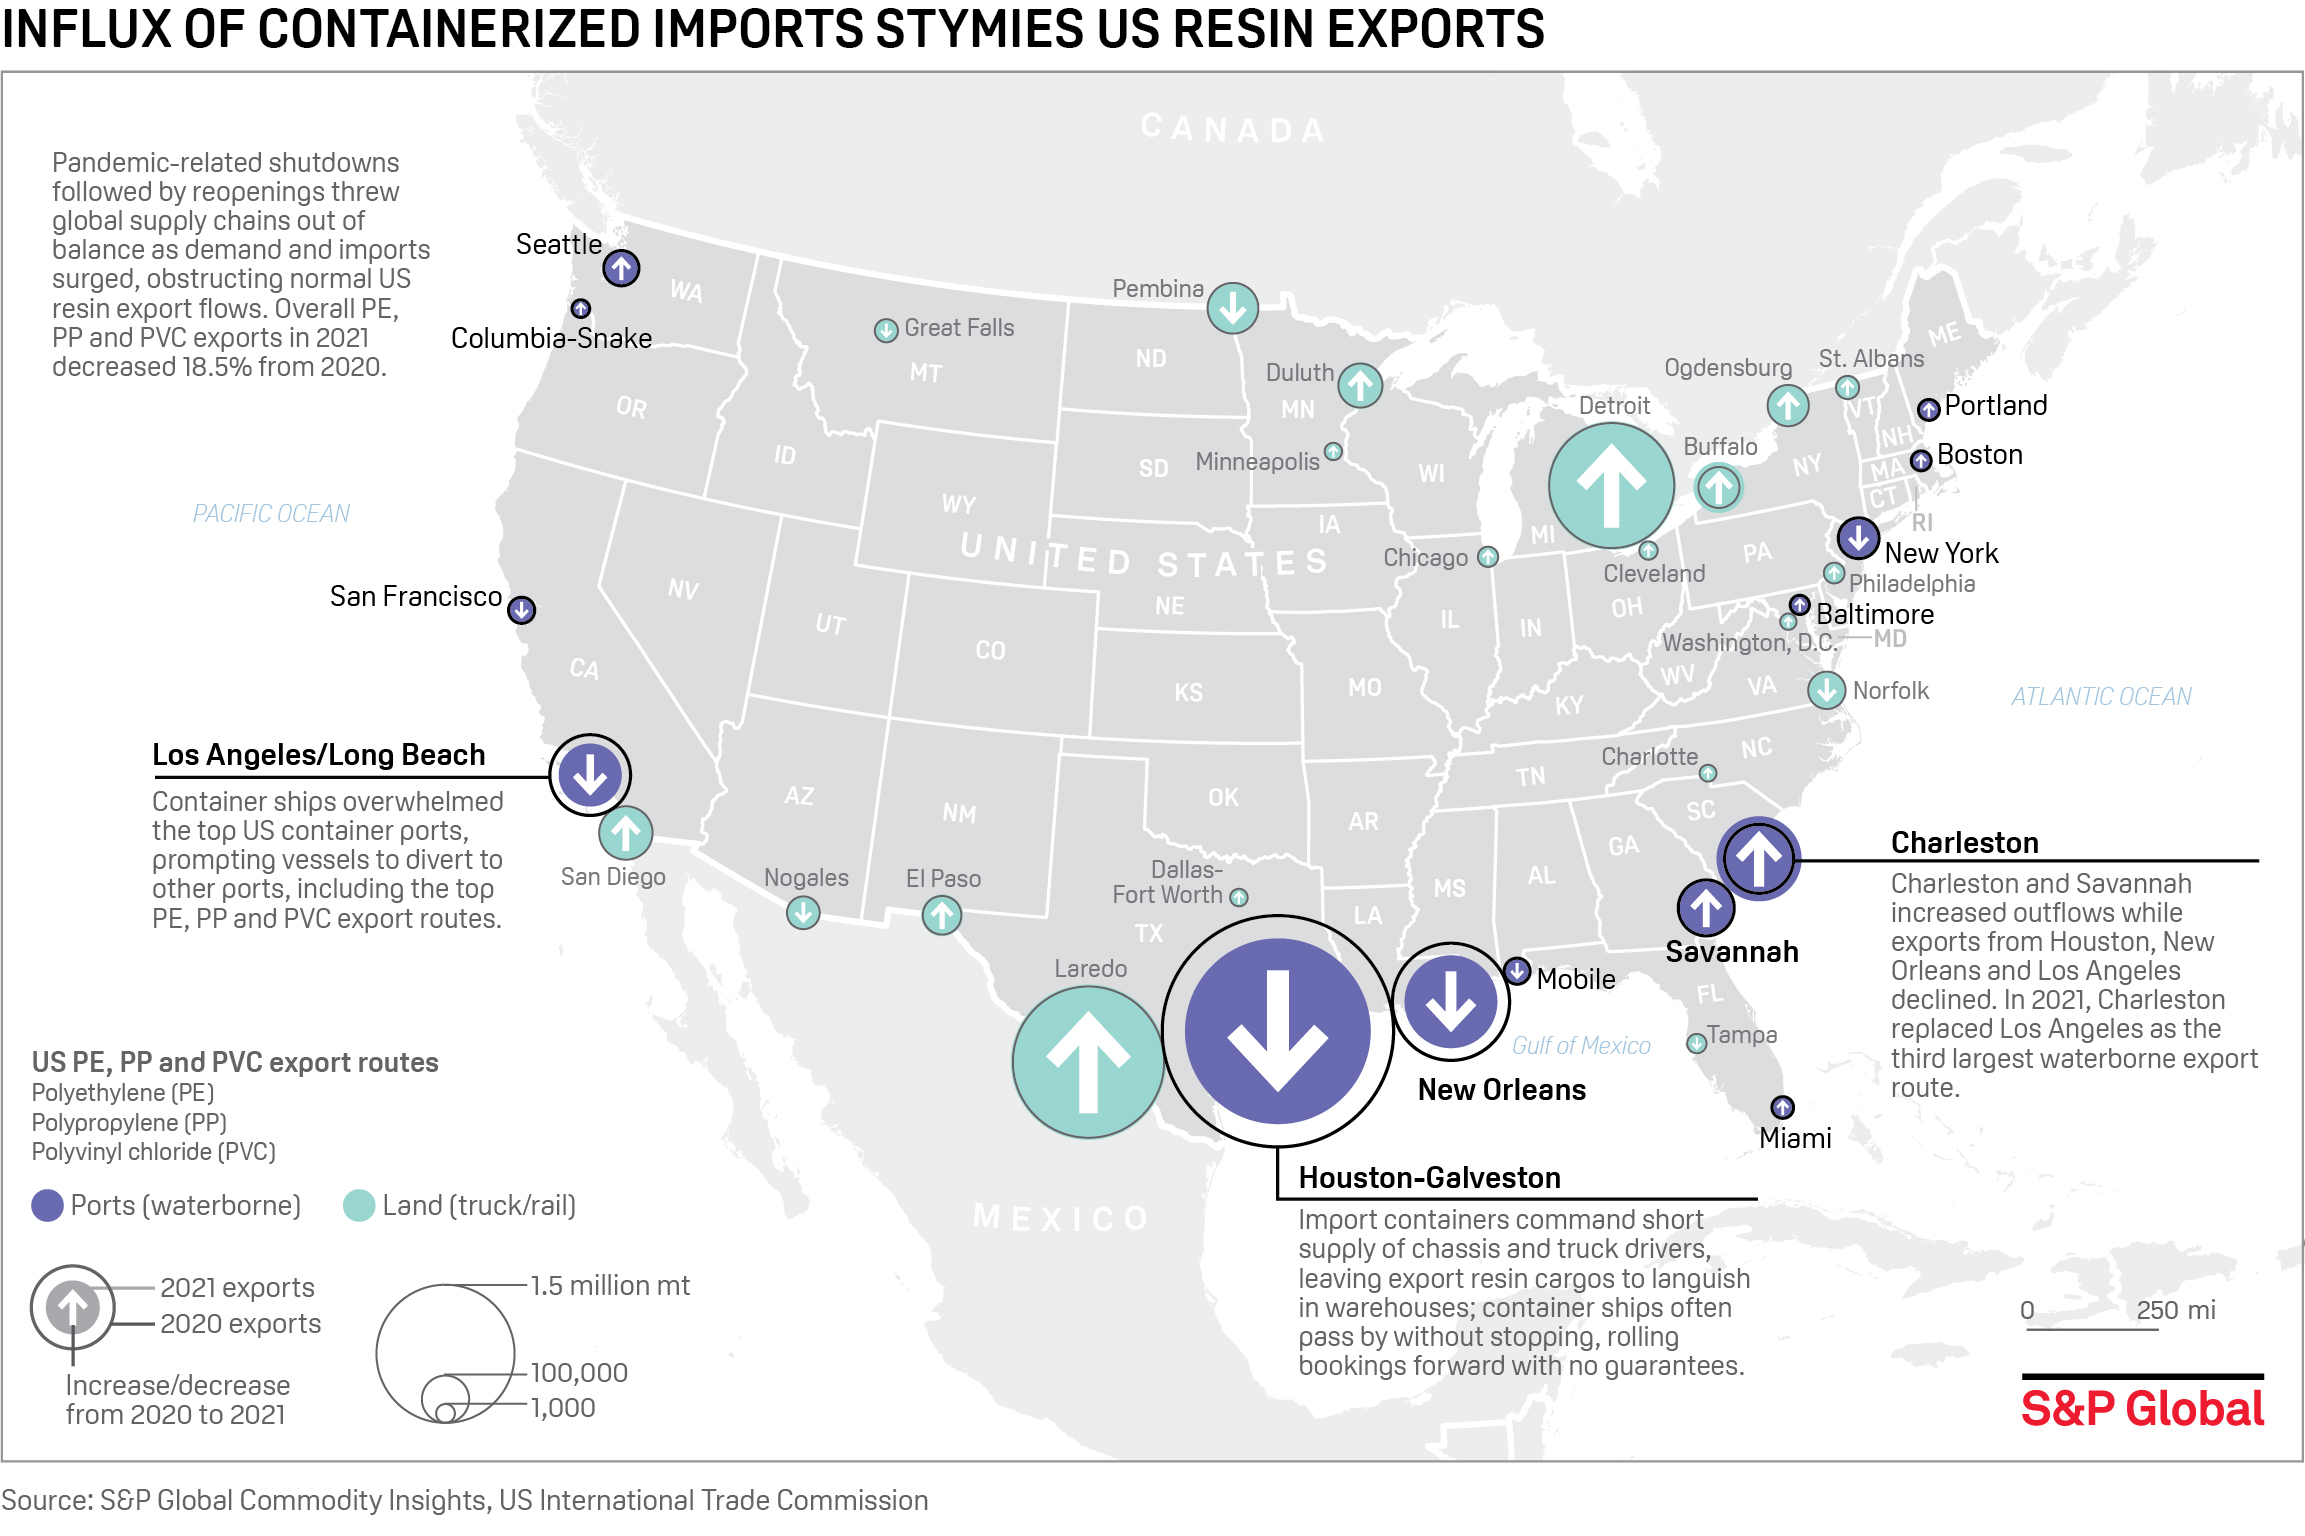 INFLUX OF CONTAINERIZED IMPORTS STYMIES US RESIN EXPORTS
Pandemic-related shutdowns
followed by reopenings threw
global supply chains out of
balance as demand and imports
surged, obstructing normal US
resin export flows. Overall PE,
PP and PVC exports in 2021
decreased 18.5% from 2020.
CANADA
Seattle
Columbia-Snake
WA
Great Falls
MT
Pembina
ND
Duluth
MN
Minneapolis
Ogdensburg
St. Albans
ME
VT
Portland
NH
Boston
MA
CT
RI
Detroit
Buffalo
NY
OR
ID
SD
WI
WY
IA
MI
UNITED STATES
PACIFIC OCEAN
Chicago
Cleveland
PA
New York
Philadelphia
Baltimore
Washington, D.C.
MD
San Francisco
NV
UT
CO
NE
IL
IN
OH
CA
KS
MO
KY
WV
VA
Norfolk
ATLANTIC OCEAN
Los Angeles/Long Beach
Container ships overwhelmed
the top US container ports,
prompting vessels to divert to
other ports, including the top
PE, PP and PVC export routes.
San Diego
AZ
NM
Nogales
El Paso
OK
AR
TN
Charlotte
NC
SC
GA
AL
MS
LA
Dallas-
Fort Worth
TX
Laredo
Charleston
Charleston and Savannah
increased outflows while
exports from Houston, New
Orleans and Los Angeles
declined. In 2021, Charleston
replaced Los Angeles as the
third largest waterborne export
route.
Savannah
Mobile
FL
Tampa
Gulf of Mexico
New Orleans
Miami
MEXICO
Houston-Galveston
Import containers command short
supply of chassis and truck drivers,
leaving export resin cargos to languish
in warehouses; container ships often
pass by without stopping, rolling
bookings forward with no guarantees.
US PE, PP and PVC export routes
Polyethylene (PE)
Polypropylene (PP)
Polyvinyl chloride (PVC)
Ports (waterborne)
Land (truck/rail)
2021 exports
2020 exports
Increase/decrease
from 2020 to 2021
1.5 million mt
100,000
1,000
0 250 mi
S&P Global
Source: S&P Global Commodity Insights, US International Trade Commission